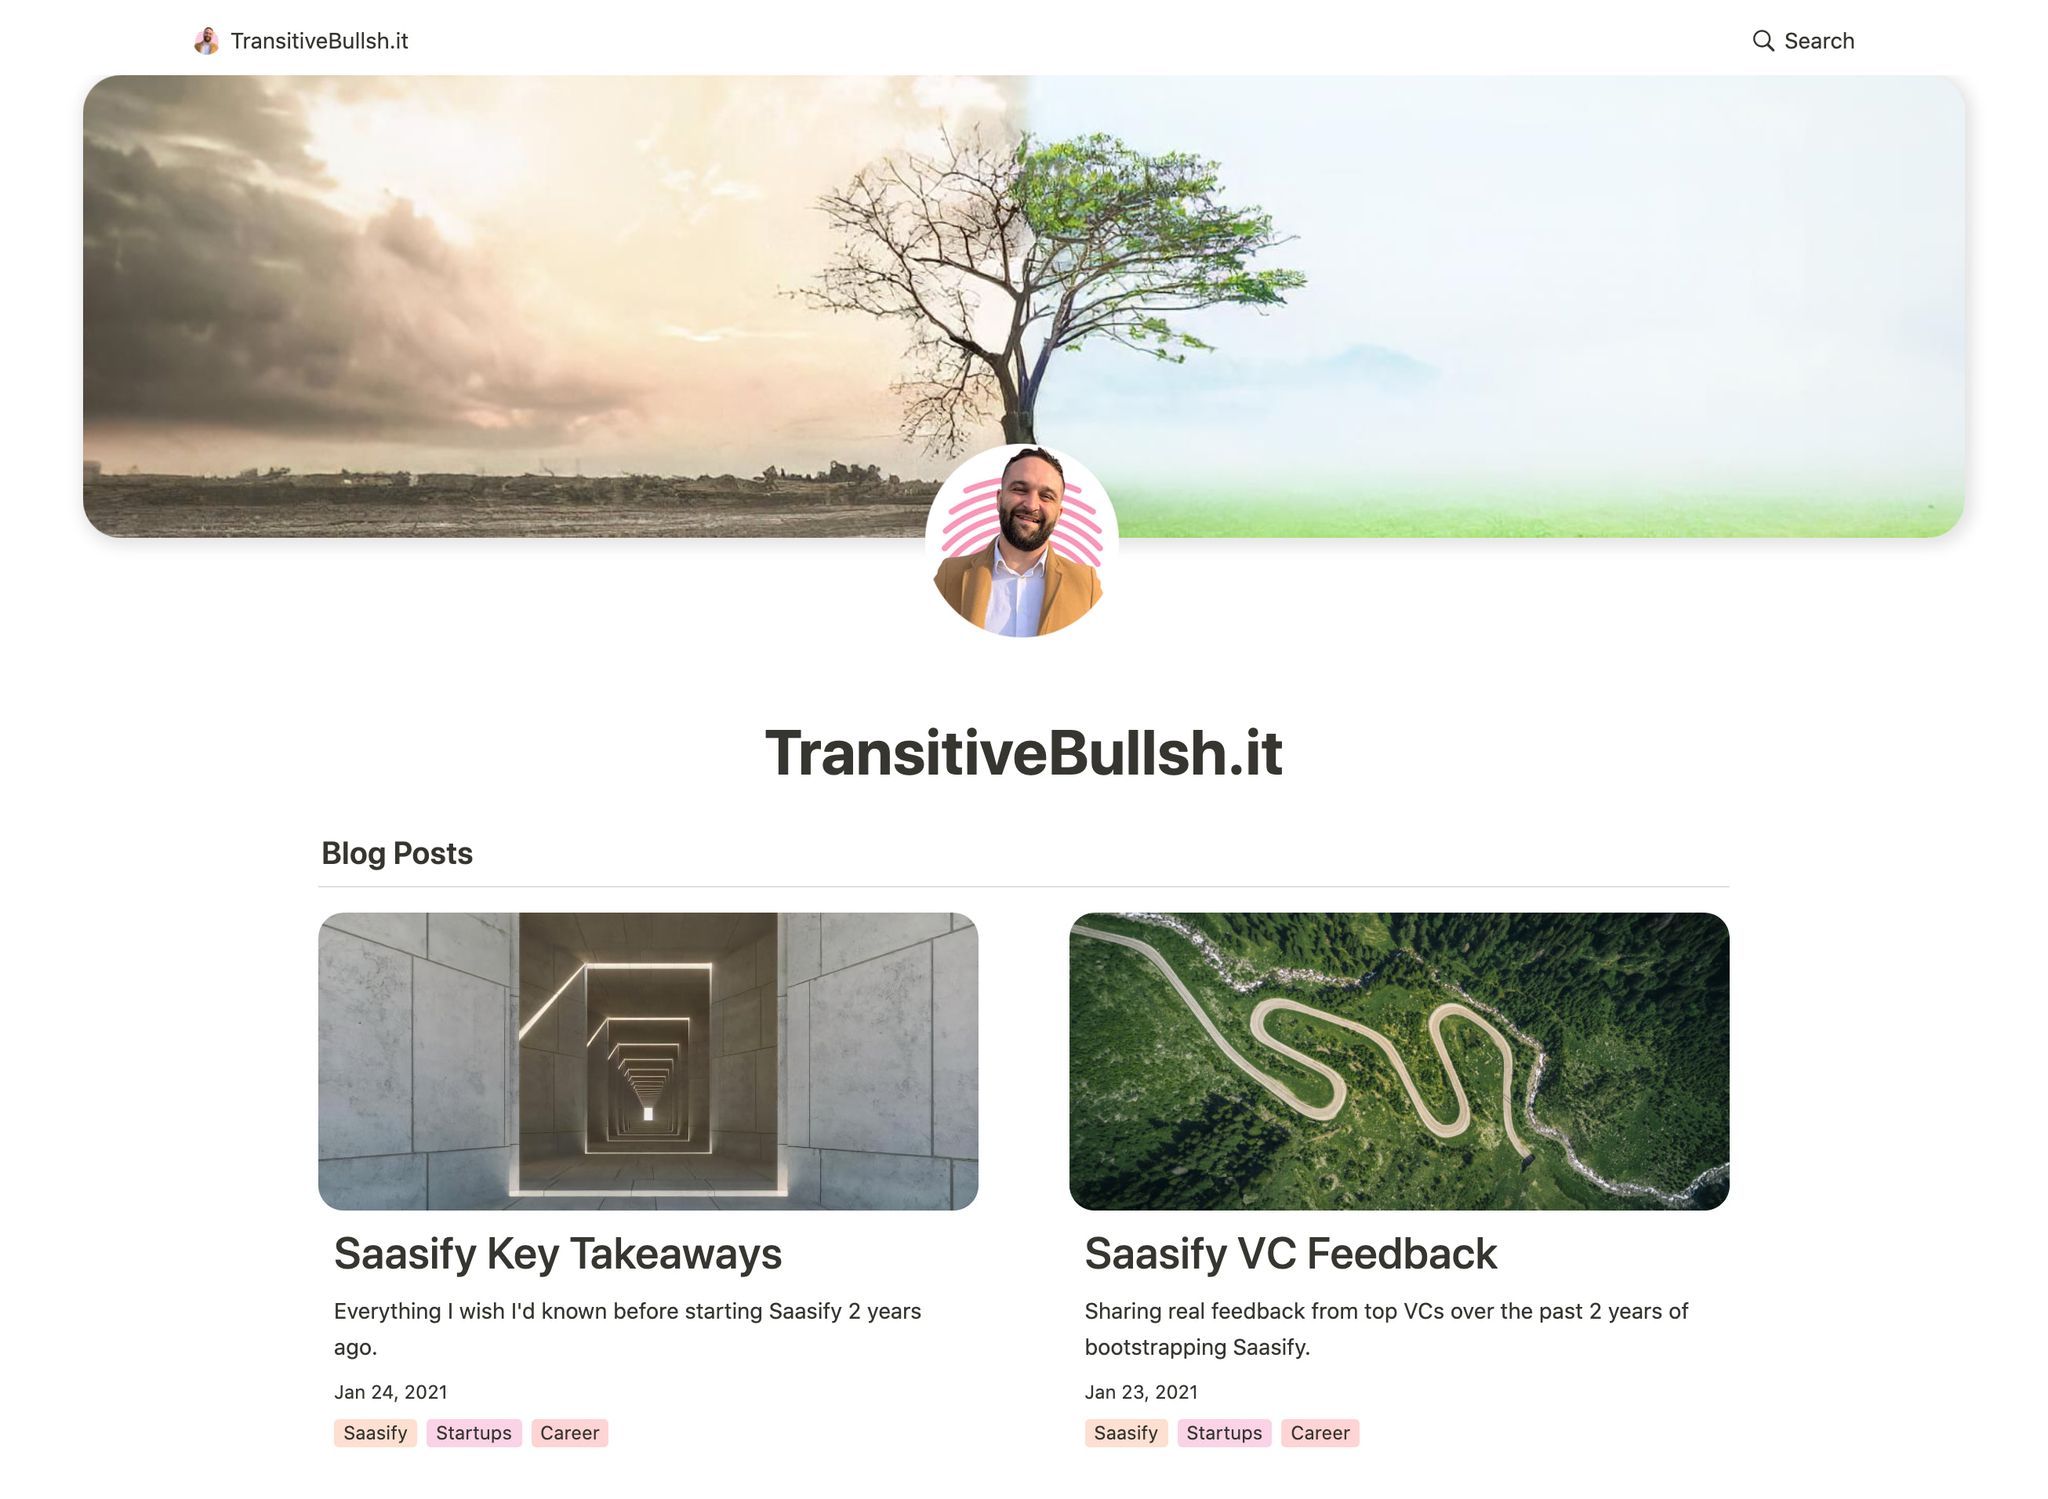 TransitiveBullsh.it
Search
TransitiveBullsh.it
Blog Posts
Saasify Key Takeaways
Everything I wish I'd known before starting Saasify 2 years
ago.
Jan 24, 2021
Saasify Startups Career
Saasify VC Feedback
Sharing real feedback from top VCs over the past 2 years of
bootstrapping Saasify.
Jan 23, 2021
Saasify Startups Career